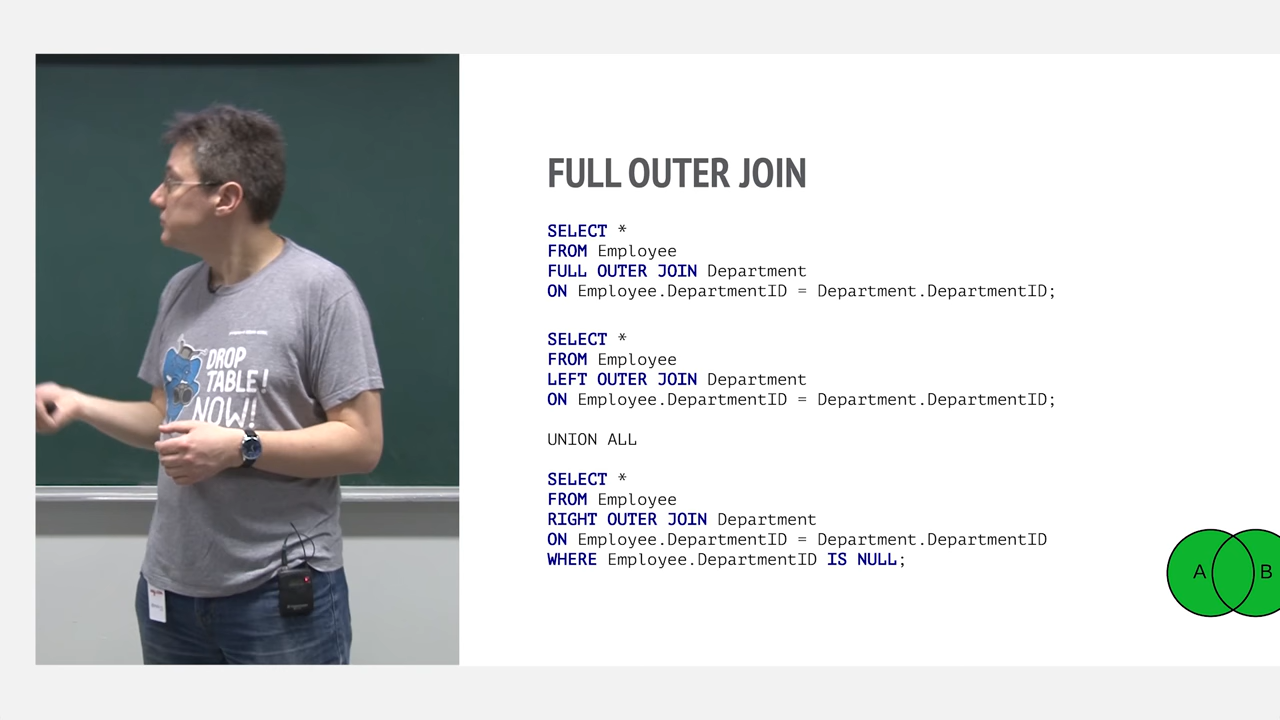 DROP
TABLE!
NOW!
FULL OUTER JOIN
SELECT *
FROM Employee
FULL OUTER JOIN Department
ON Employee.DepartmentID = Department.DepartmentID;
SELECT *
FROM Employee
LEFT OUTER JOIN Department
ON Employee.DepartmentID = Department.DepartmentID;
UNION ALL
SELECT *
FROM Employee
RIGHT OUTER JOIN Department
ON Employee.DepartmentID = Department.DepartmentID
WHERE Employee.DepartmentID IS NULL;
A B